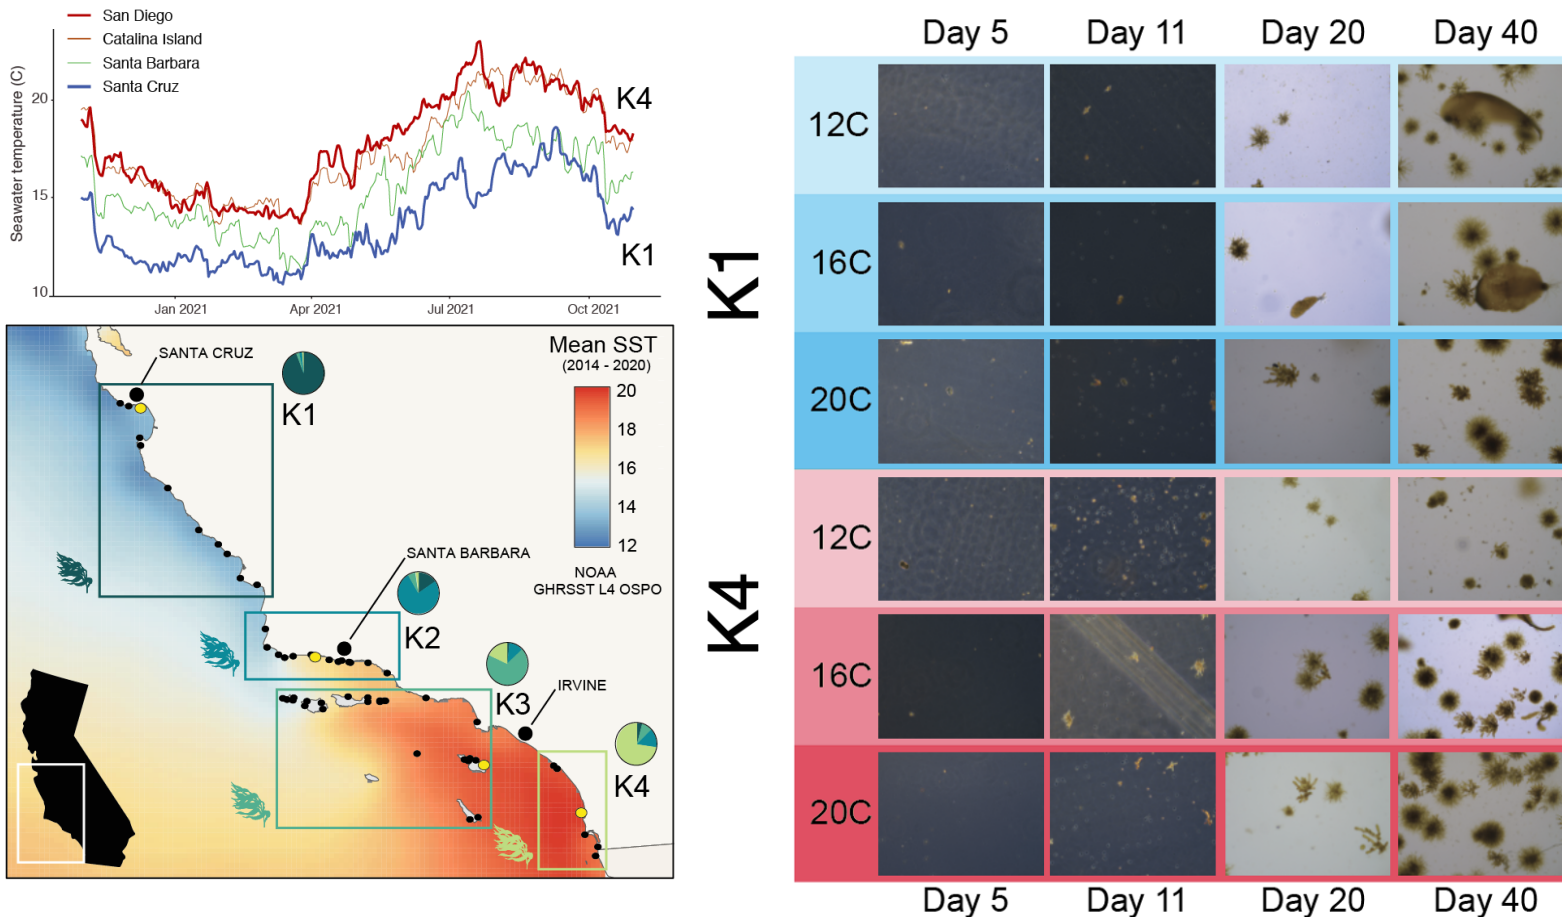 San Diego
Catalina Island
Santa Barbara
Santa Cruz
Seawater temperature (C)
20
15
10
K4
K1
Jan 2021
Apr 2021
Jul 2021
Oct 2021
SANTA CRUZ
K1
Mean SST
(2014 - 2020)
20
18
16
14
12
NOAA
GHRSST L4 OSPO
SANTA BARBARA
K2
K3
IRVINE
K4
Day 5 Day 11 Day 20 Day 40
K1
12C
16C
20C
K4
12C
16C
20C
Day 5 Day 11 Day 20 Day 40